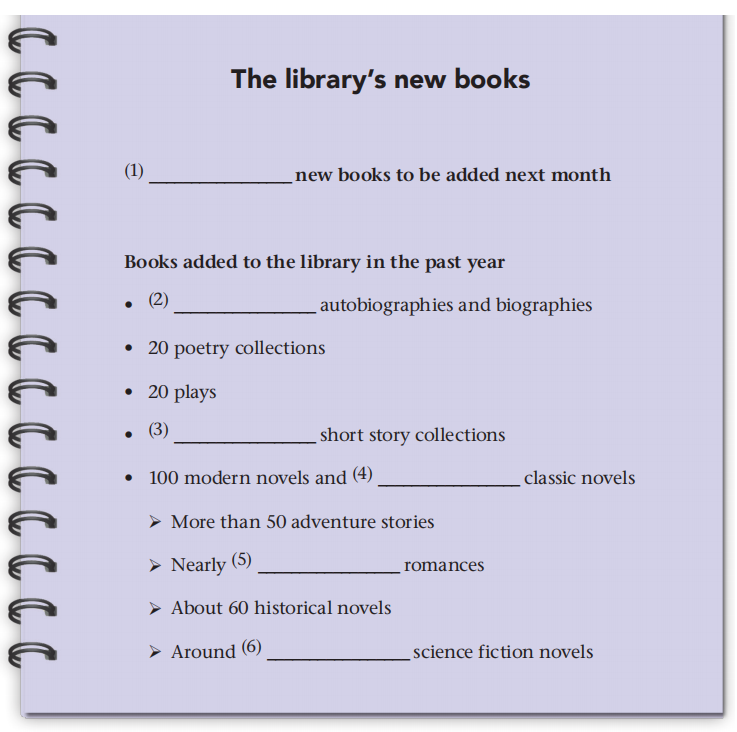 The library's new books
(1) _______________ new books to be added next month
Books added to the library in the past year
• (2) _______________ autobiographies and biographies
• 20 poetry collections
• 20 plays
• (3) _______________ short story collections
• 100 modern novels and (4) _______________ classic novels
➢ More than 50 adventure stories
➢ Nearly (5) _______________ romances
➢ About 60 historical novels
➢ Around (6) _______________ science fiction novels